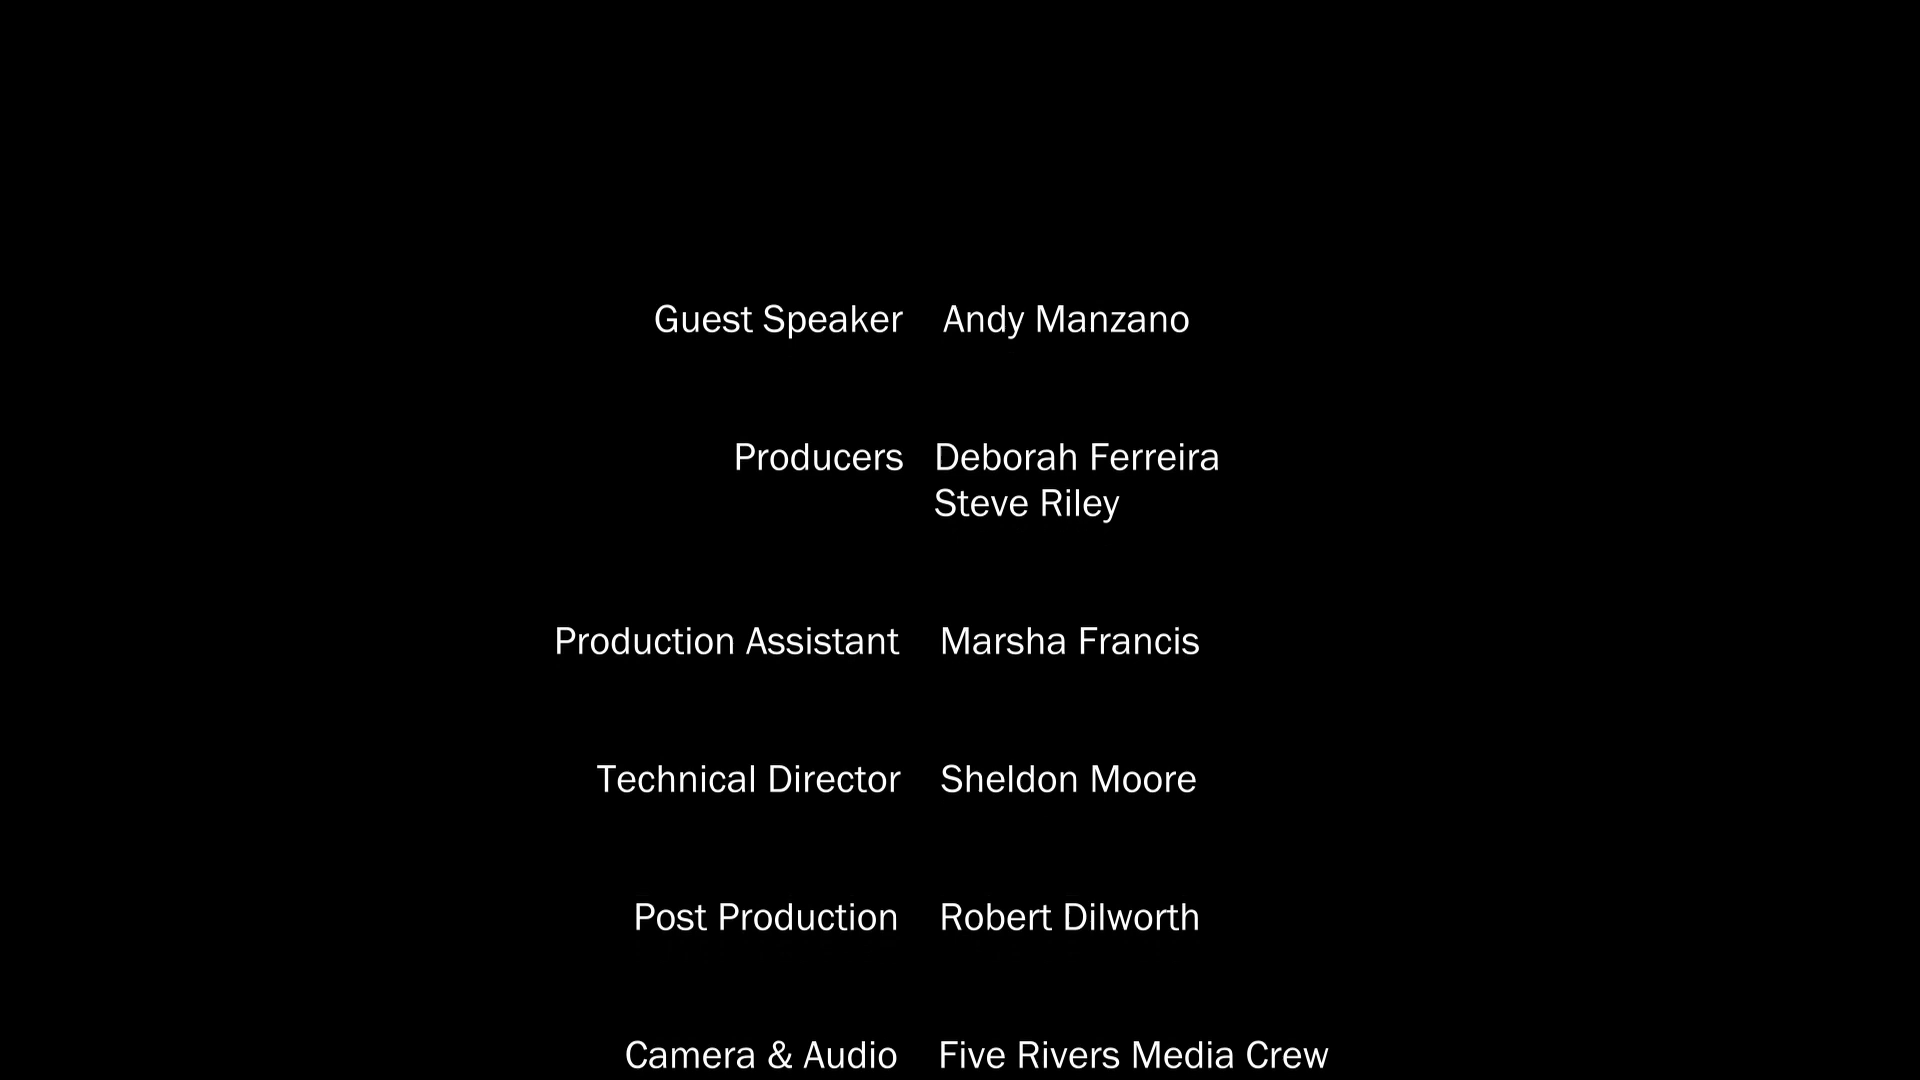 Guest Speaker Andy Manzano
Producers Deborah Ferreira
Steve Riley
Production Assistant Marsha Francis
Technical Director Sheldon Moore
Post Production Robert Dilworth
Camera & Audio Five Rivers Media Crew